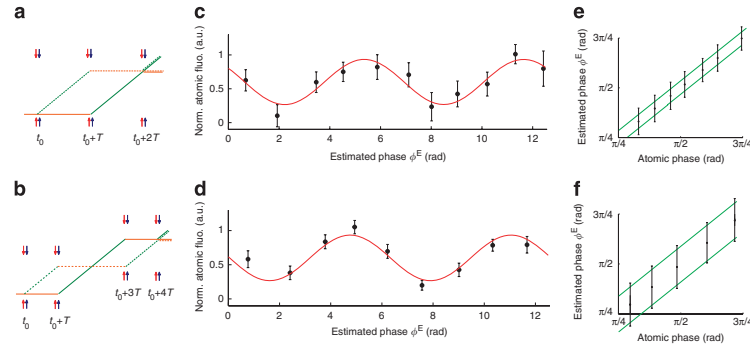 a
t0
t0+T
t0+2T
b
t0
t0+T
t0+3T
t0+4T
c
Norm. atomic fluo. (a.u.)
1
0.5
0
0
2
4
6
8
10
12
Estimated phase ϕE (rad)
d
Norm. atomic fluo. (a.u.)
1
0.5
0
0
2
4
6
8
10
12
Estimated phase ϕE (rad)
e
Estimated phase ϕE (rad)
3π/4
π/2
π/4
π/4
π/2
3π/4
Atomic phase (rad)
f
Estimated phase ϕE (rad)
3π/4
π/2
π/4
π/4
π/2
3π/4
Atomic phase (rad)